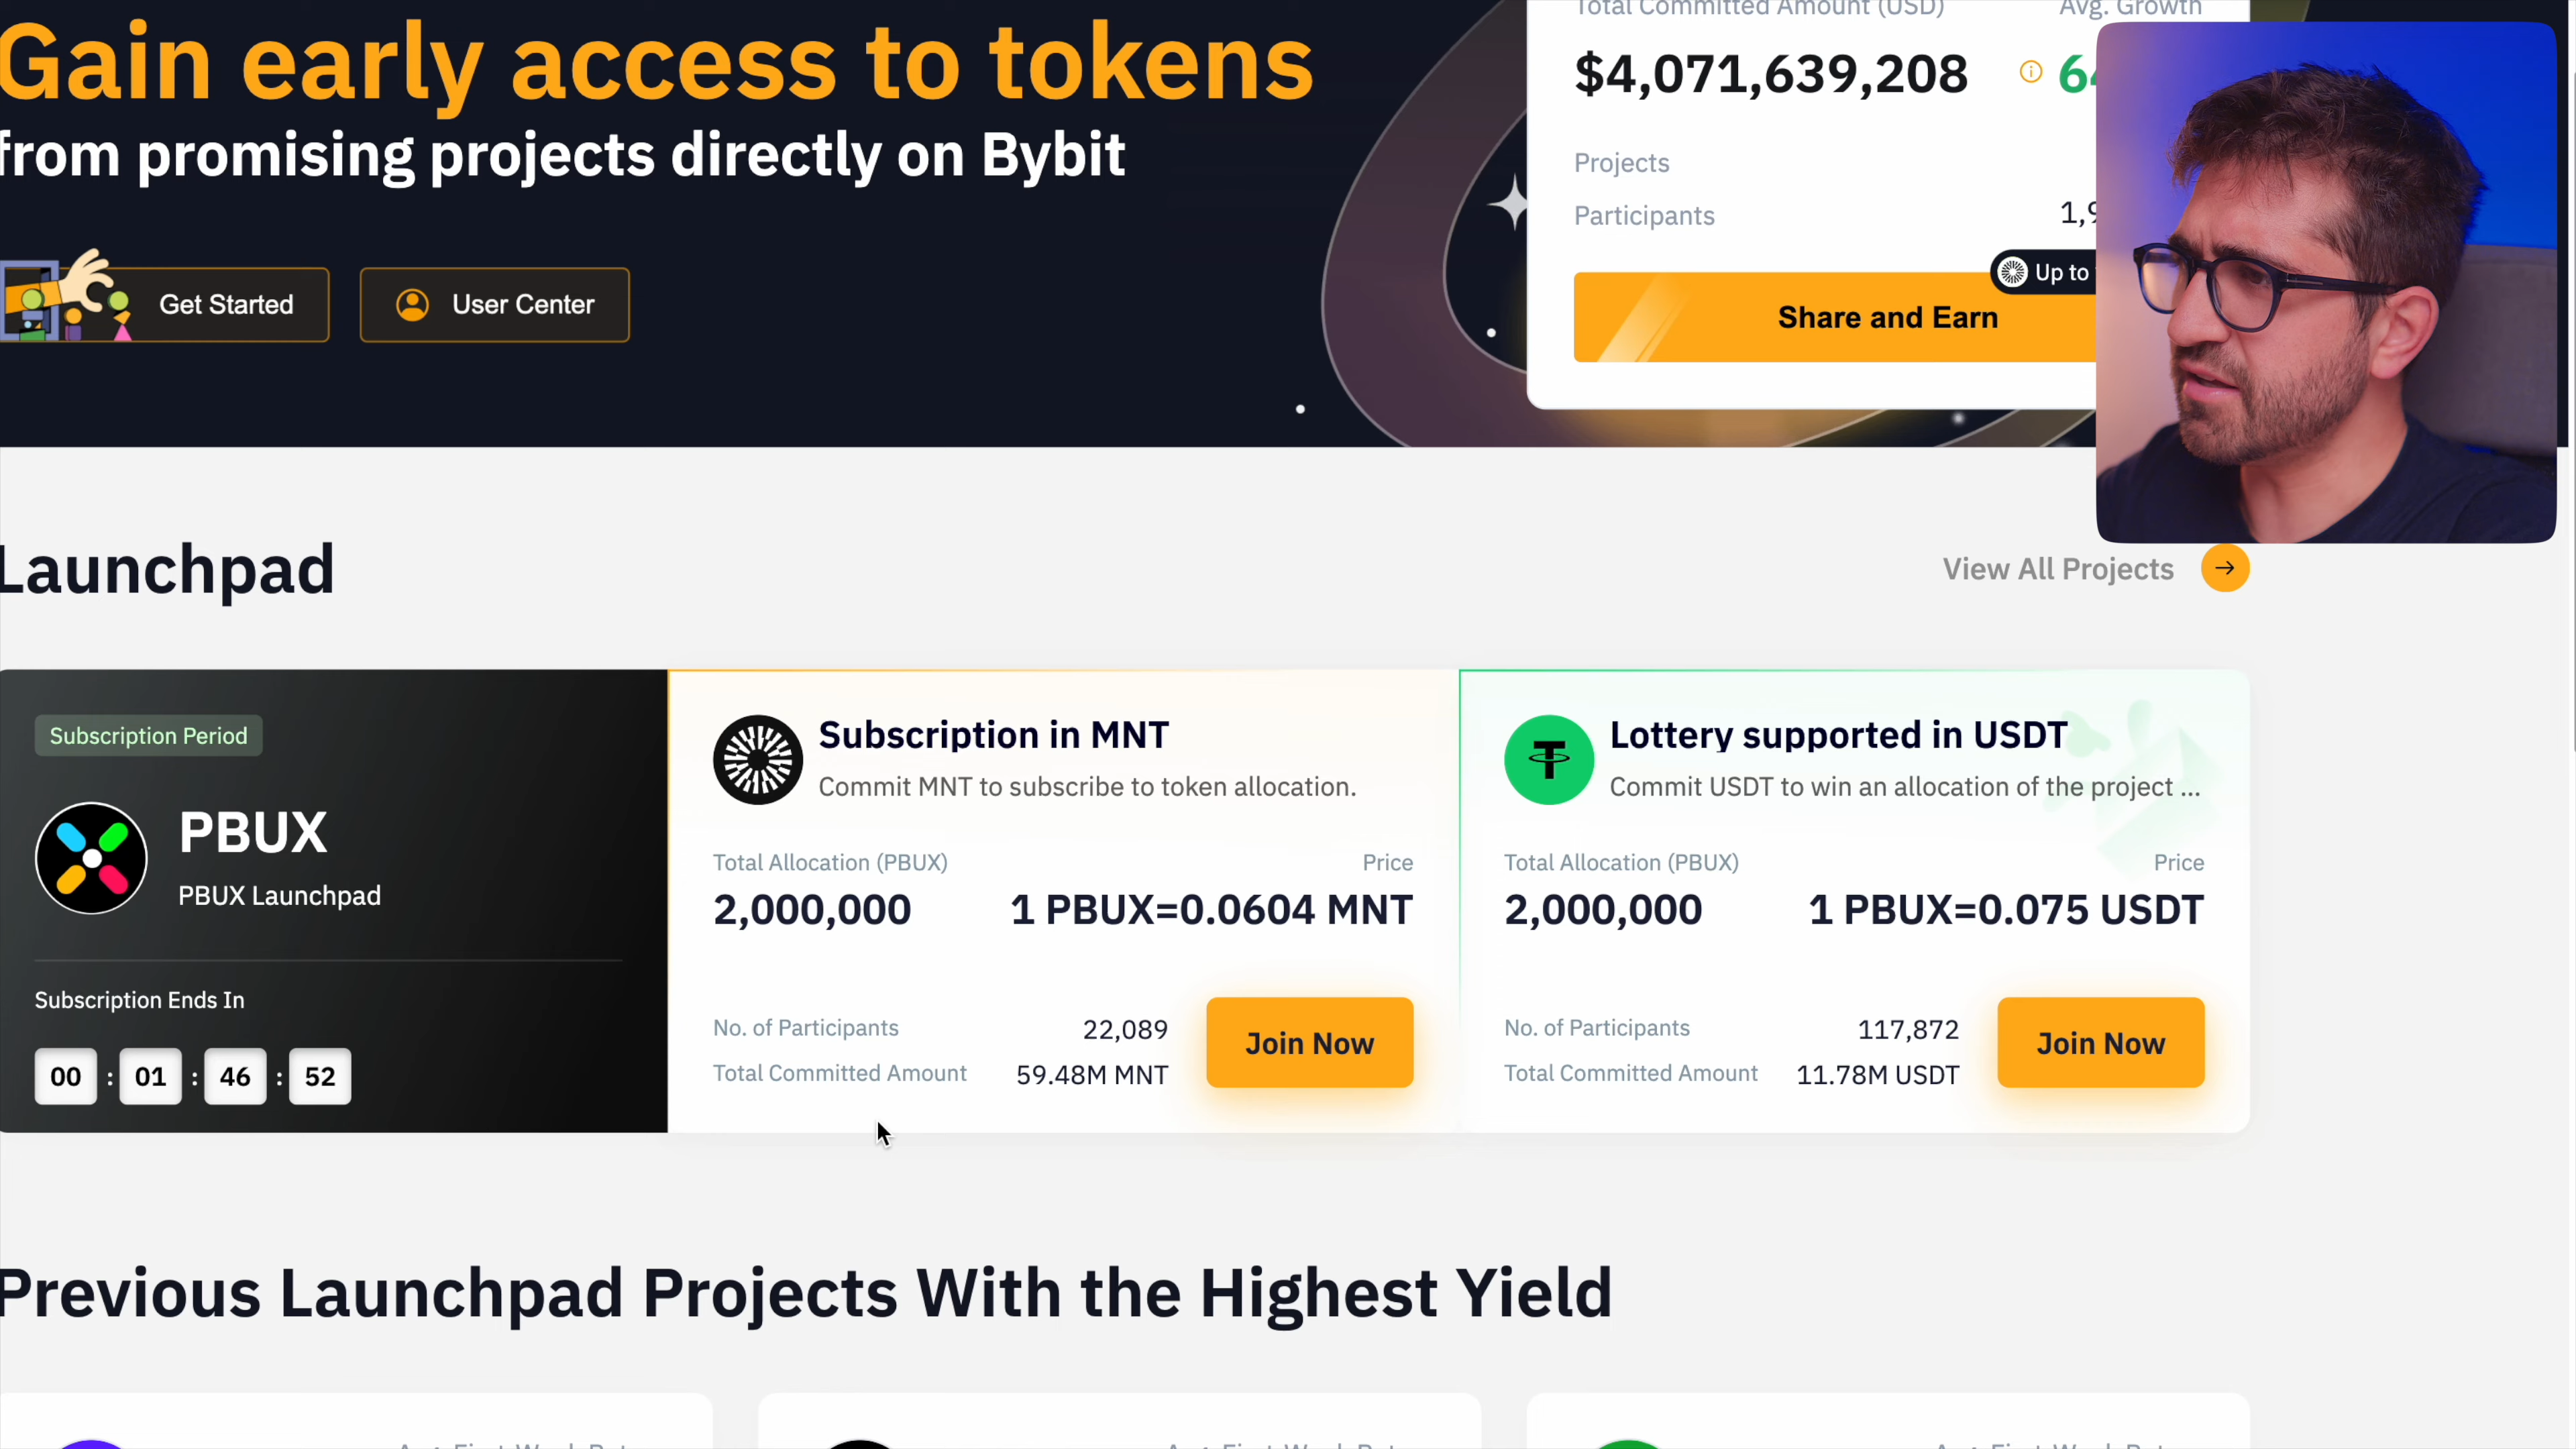 Gain early access to tokens
from promising projects directly on Bybit
Get Started
User Center
Total Committed Amount (USD)
Avg. Growth
$4,071,639,208
Projects
Participants
Up to
Share and Earn
Launchpad
View All Projects
Subscription Period
PBUX
PBUX Launchpad
Subscription Ends In
00 : 01 : 46 : 52
Subscription in MNT
Commit MNT to subscribe to token allocation.
Total Allocation (PBUX)
Price
2,000,000
1 PBUX=0.0604 MNT
No. of Participants
22,089
Total Committed Amount
59.48M MNT
Join Now
Lottery supported in USDT
Commit USDT to win an allocation of the project ...
Total Allocation (PBUX)
Price
2,000,000
1 PBUX=0.075 USDT
No. of Participants
117,872
Total Committed Amount
11.78M USDT
Join Now
Previous Launchpad Projects With the Highest Yield